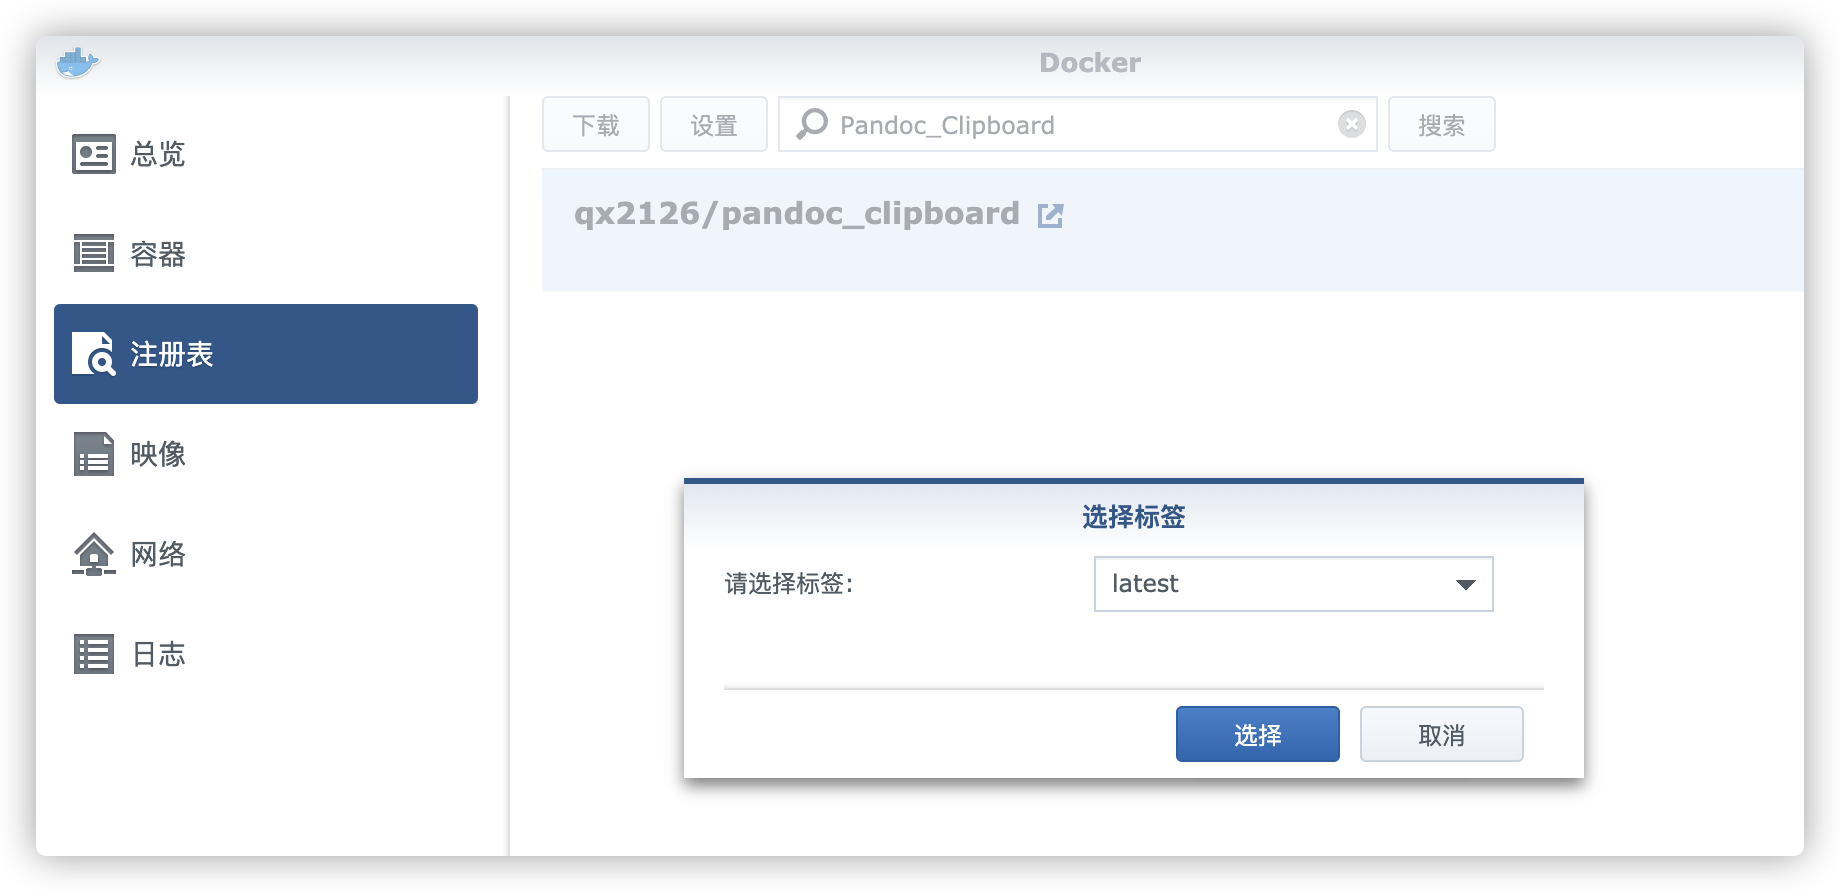 Docker
总览
容器
注册表
映像
网络
日志
下载
设置
Pandoc_Clipboard
搜索
qx2126/pandoc_clipboard
选择标签
请选择标签:
latest
选择
取消